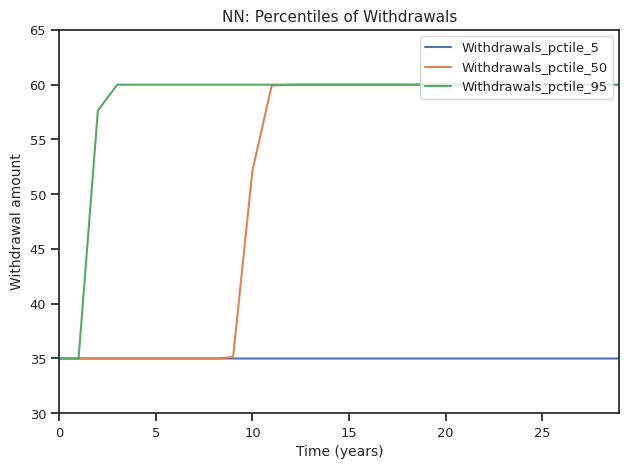 NN: Percentiles of Withdrawals
Withdrawals_pctile_5
Withdrawals_pctile_50
Withdrawals_pctile_95
Withdrawal amount
65
60
55
50
45
40
35
30
0 5 10 15 20 25
Time (years)